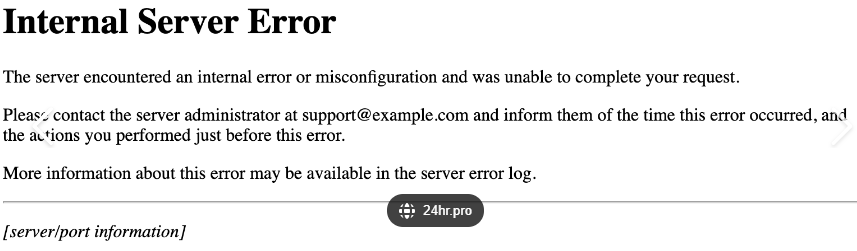 Internal Server Error
The server encountered an internal error or misconfiguration and was unable to complete your request.
Please contact the server administrator at support@example.com and inform them of the time this error occurred, and
the actions you performed just before this error.
More information about this error may be available in the server error log.
24hr.pro
[server/port information]